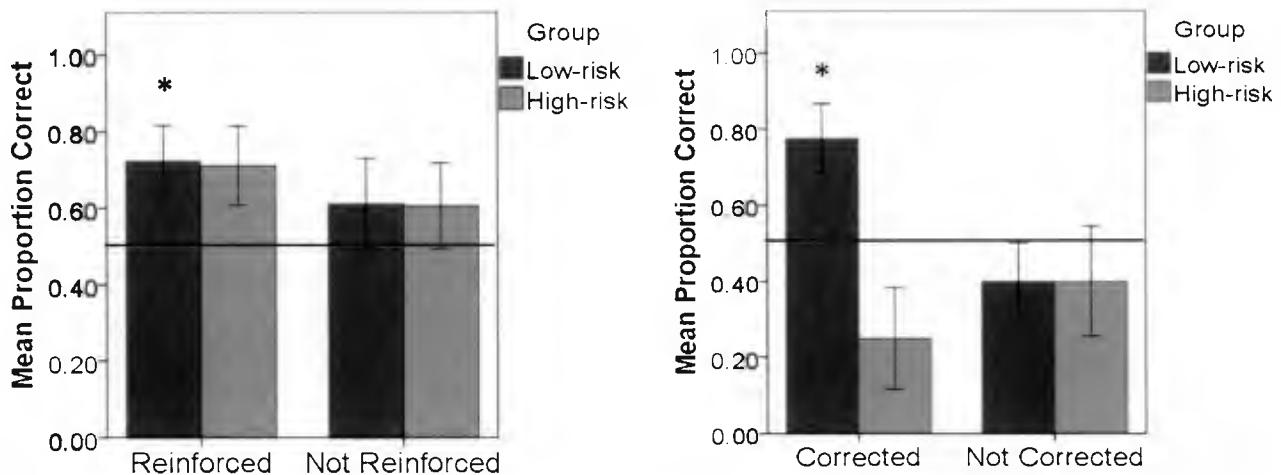 Mean Proportion Correct
1.00
0.80
0.60
0.40
0.20
0.00
*
Reinforced
Not Reinforced
Group
Low-risk
High-risk
Mean Proportion Correct
1.00
0.80
0.60
0.40
0.20
0.00
*
Corrected
Not Corrected
Group
Low-risk
High-risk